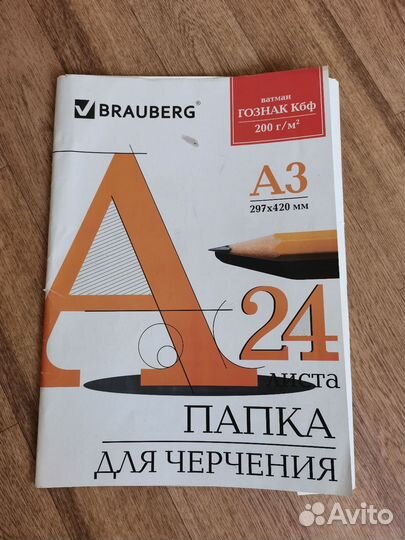 BRAUBERG®
ватман
ГОЗНАК Кбф
200 г/м²
А3
297х420 мм
А
24
листа
ПАПКА
ДЛЯ ЧЕРЧЕНИЯ
Avito